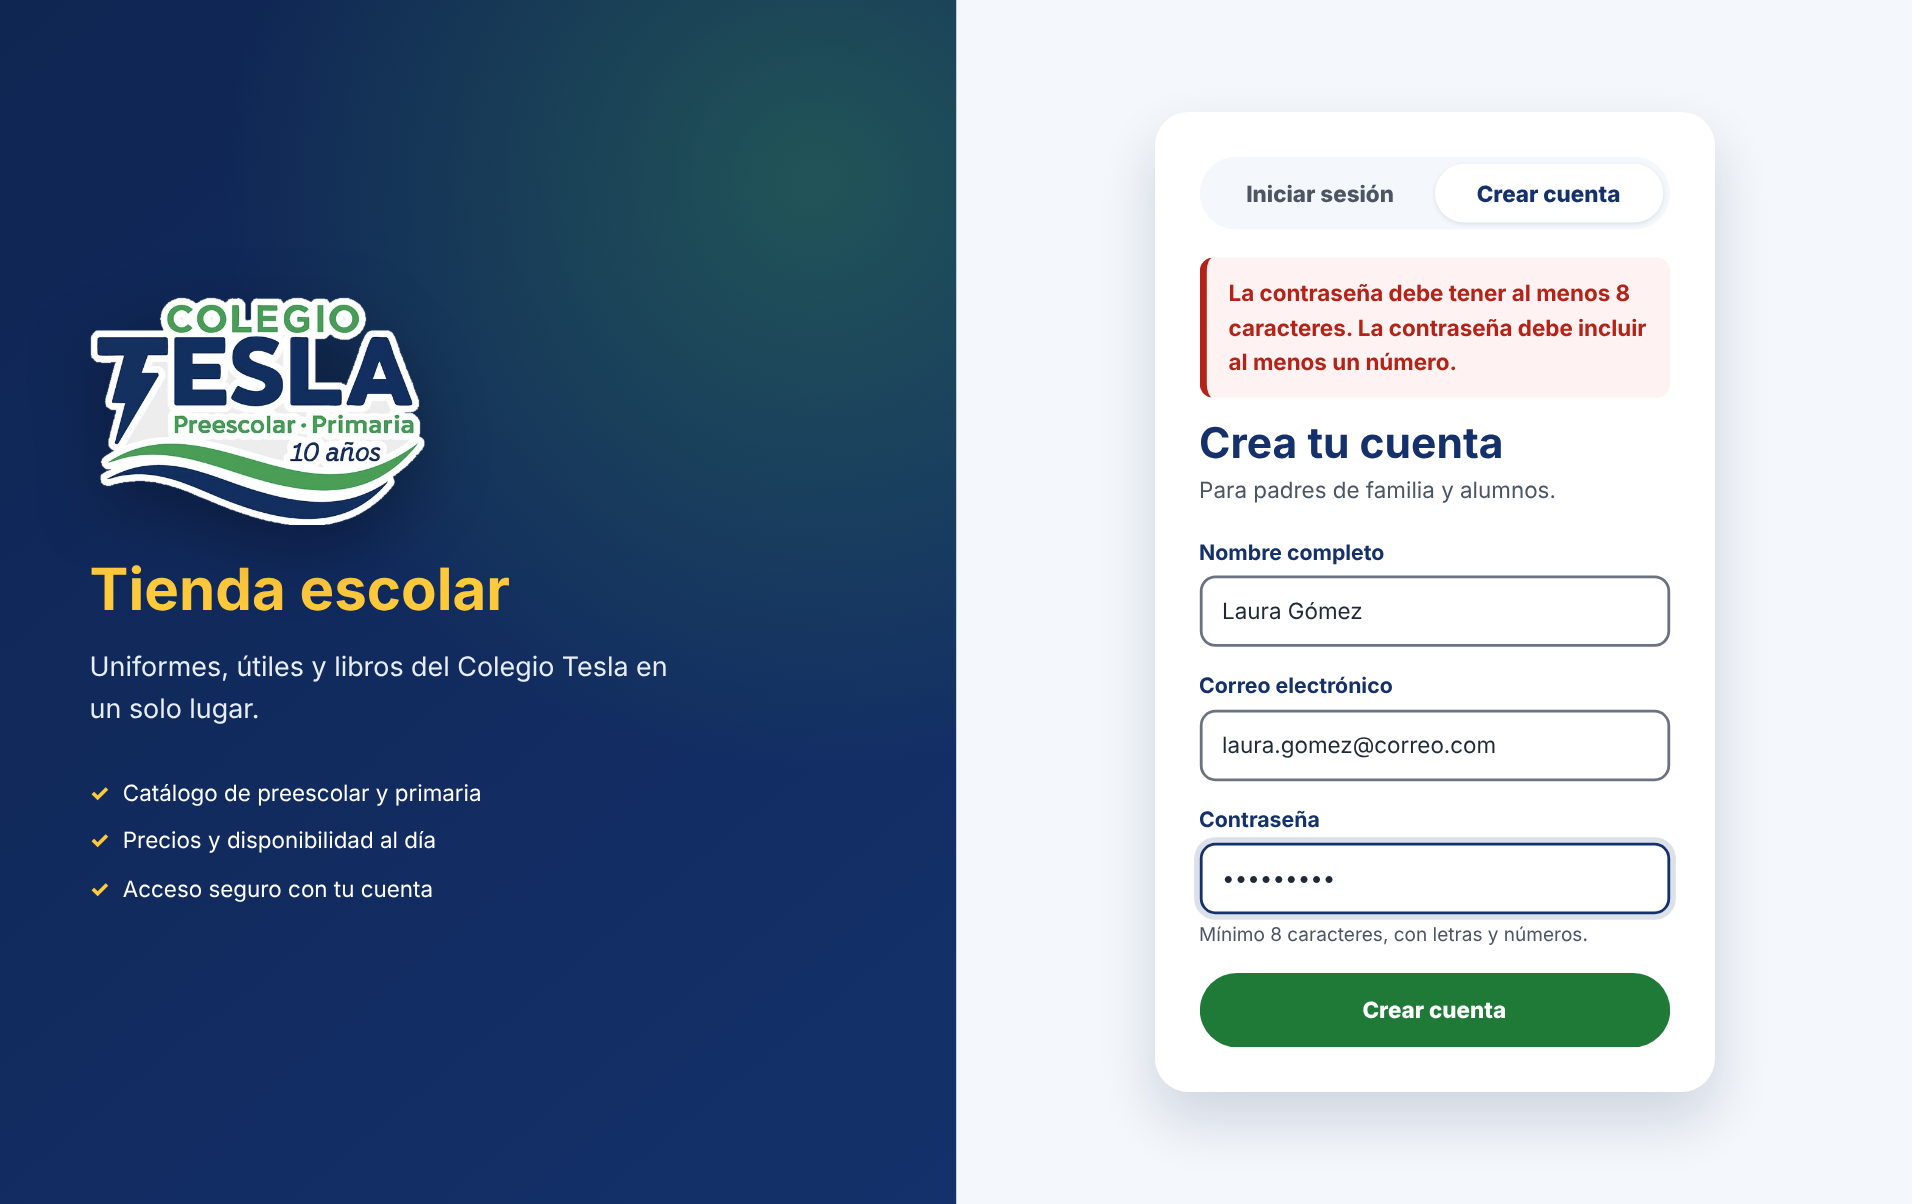 COLEGIO
TESLA
Preescolar · Primaria
10 años
Tienda escolar
Uniformes, útiles y libros del Colegio Tesla en
un solo lugar.
✓ Catálogo de preescolar y primaria
✓ Precios y disponibilidad al día
✓ Acceso seguro con tu cuenta
Iniciar sesión
Crear cuenta
La contraseña debe tener al menos 8
caracteres. La contraseña debe incluir
al menos un número.
Crea tu cuenta
Para padres de familia y alumnos.
Nombre completo
Laura Gómez
Correo electrónico
laura.gomez@correo.com
Contraseña
•••••••••
Mínimo 8 caracteres, con letras y números.
Crear cuenta